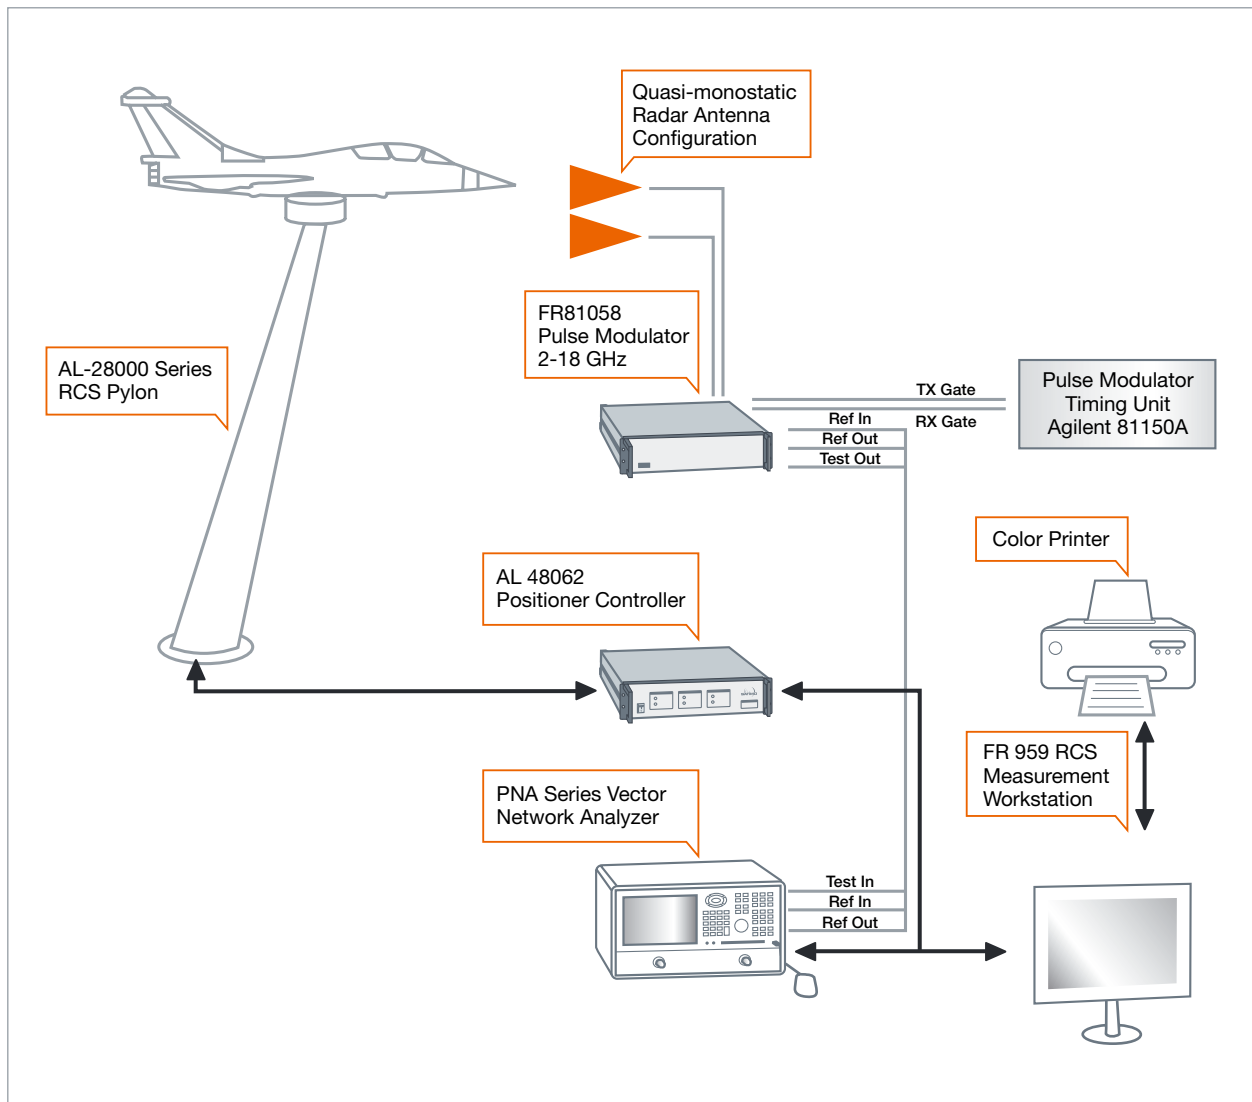 Quasi-monostatic
Radar Antenna
Configuration
FR81058
Pulse Modulator
2-18 GHz
AL-28000 Series
RCS Pylon
TX Gate
RX Gate
Pulse Modulator
Timing Unit
Agilent 81150A
Ref In
Ref Out
Test Out
Color Printer
AL 48062
Positioner Controller
FR 959 RCS
Measurement
Workstation
PNA Series Vector
Network Analyzer
Test In
Ref In
Ref Out